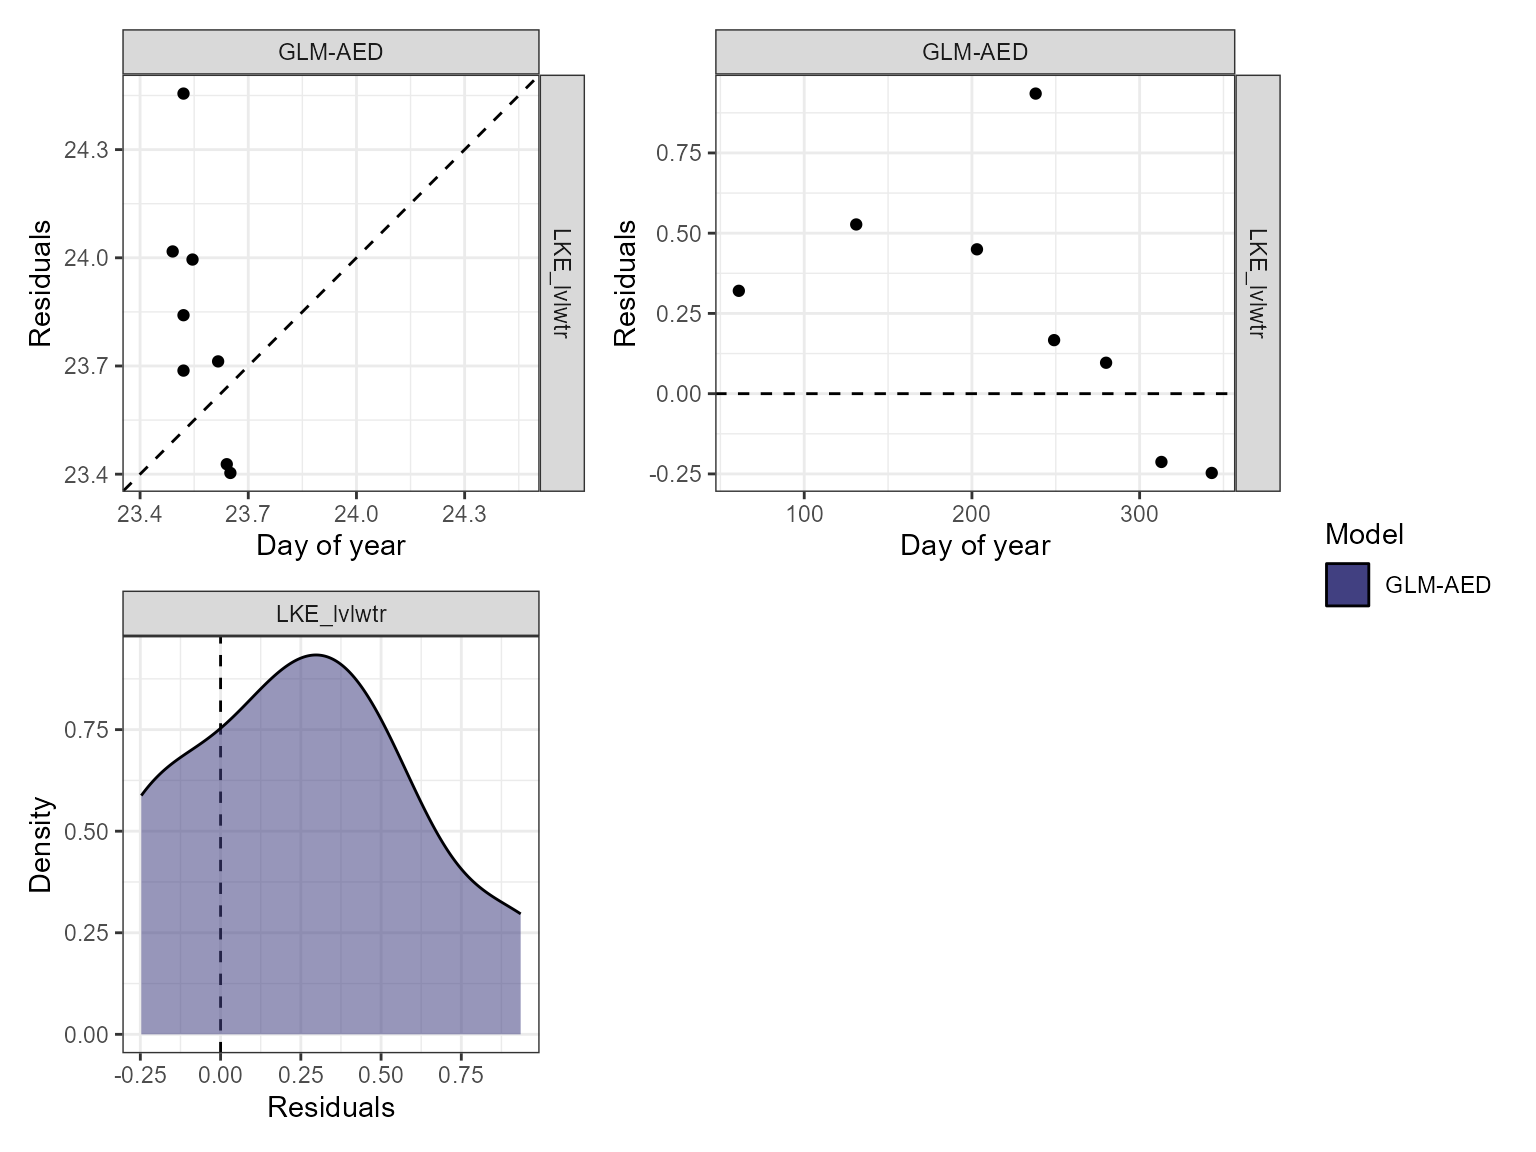 GLM-AED
LKE_lvlwtr
Residuals
24.3
24.0
23.7
23.4
23.4 23.7 24.0 24.3
Day of year
GLM-AED
LKE_lvlwtr
Residuals
0.75
0.50
0.25
0.00
-0.25
100 200 300
Day of year
LKE_lvlwtr
Density
0.75
0.50
0.25
0.00
-0.25 0.00 0.25 0.50 0.75
Residuals
Model
GLM-AED